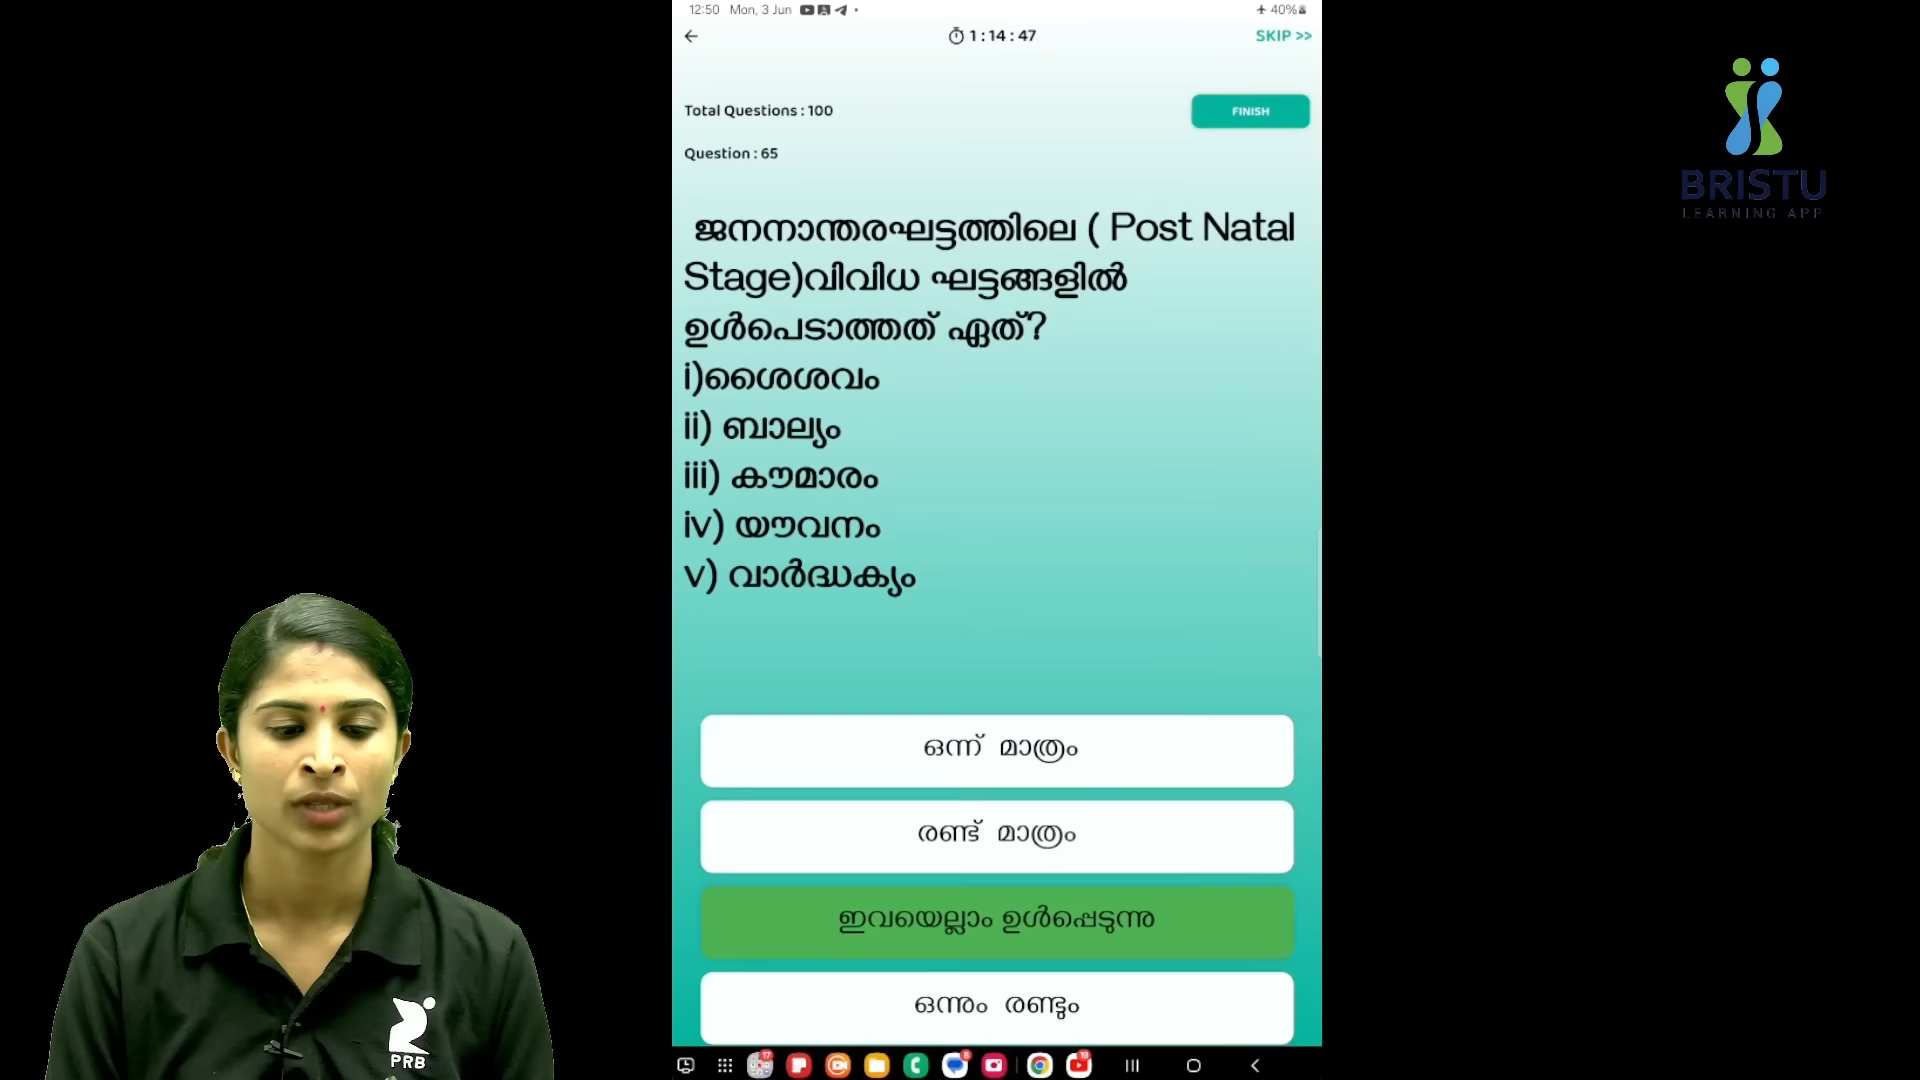 12:50 Mon, 3 Jun
40%
1 : 14 : 47
SKIP >>
Total Questions : 100
FINISH
Question : 65
ജനനാന്തരഘട്ടത്തിലെ ( Post Natal
Stage)വിവിധ ഘട്ടങ്ങളിൽ
ഉൾപെടാത്തത് ഏത്?
i)ശൈശവം
ii) ബാല്യം
iii) കൗമാരം
iv) യൗവനം
v) വാർദ്ധക്യം
ഒന്ന് മാത്രം
രണ്ട് മാത്രം
ഇവയെല്ലാം ഉൾപ്പെടുന്നു
ഒന്നും രണ്ടും
BRISTU
LEARNING APP
PRB